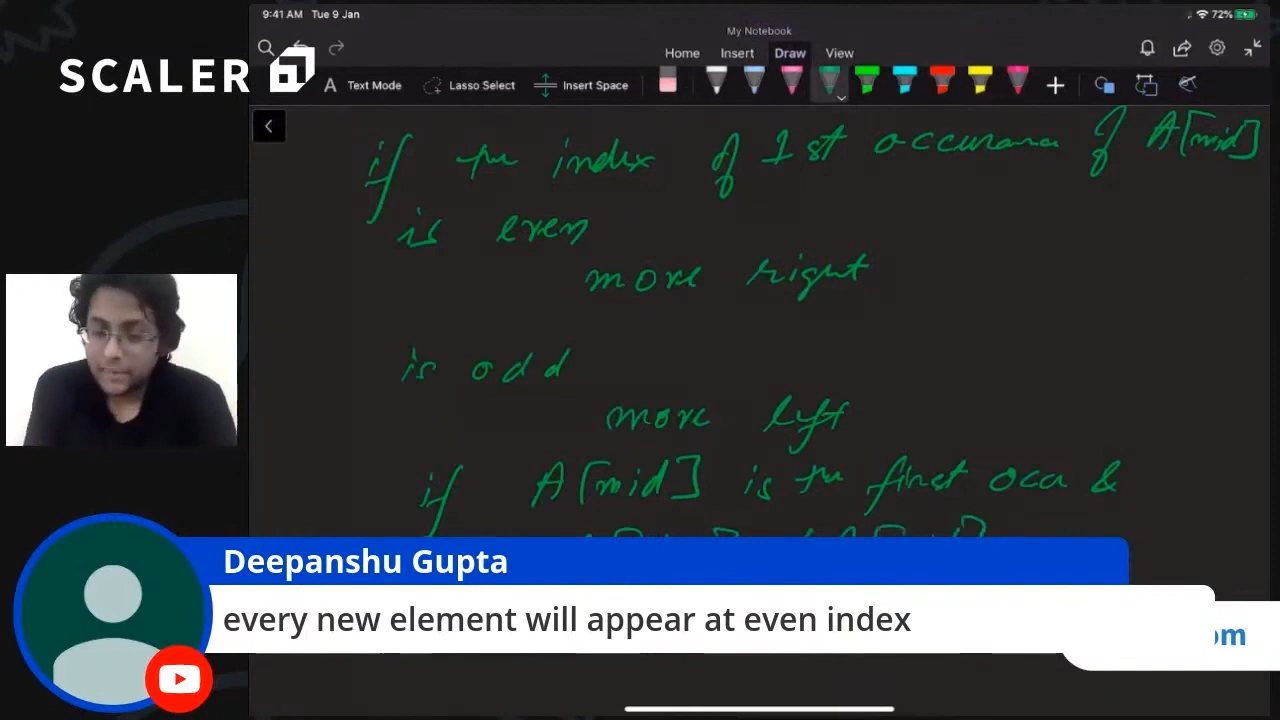 9:41 AM Tue 9 Jan
72%
My Notebook
SCALER
Home Insert Draw View
Text Mode Lasso Select Insert Space
if the index of 1st occurance of A[mid]
is even
move right
is odd
move left
if A[mid] is the first occu &
Deepanshu Gupta
every new element will appear at even index
om